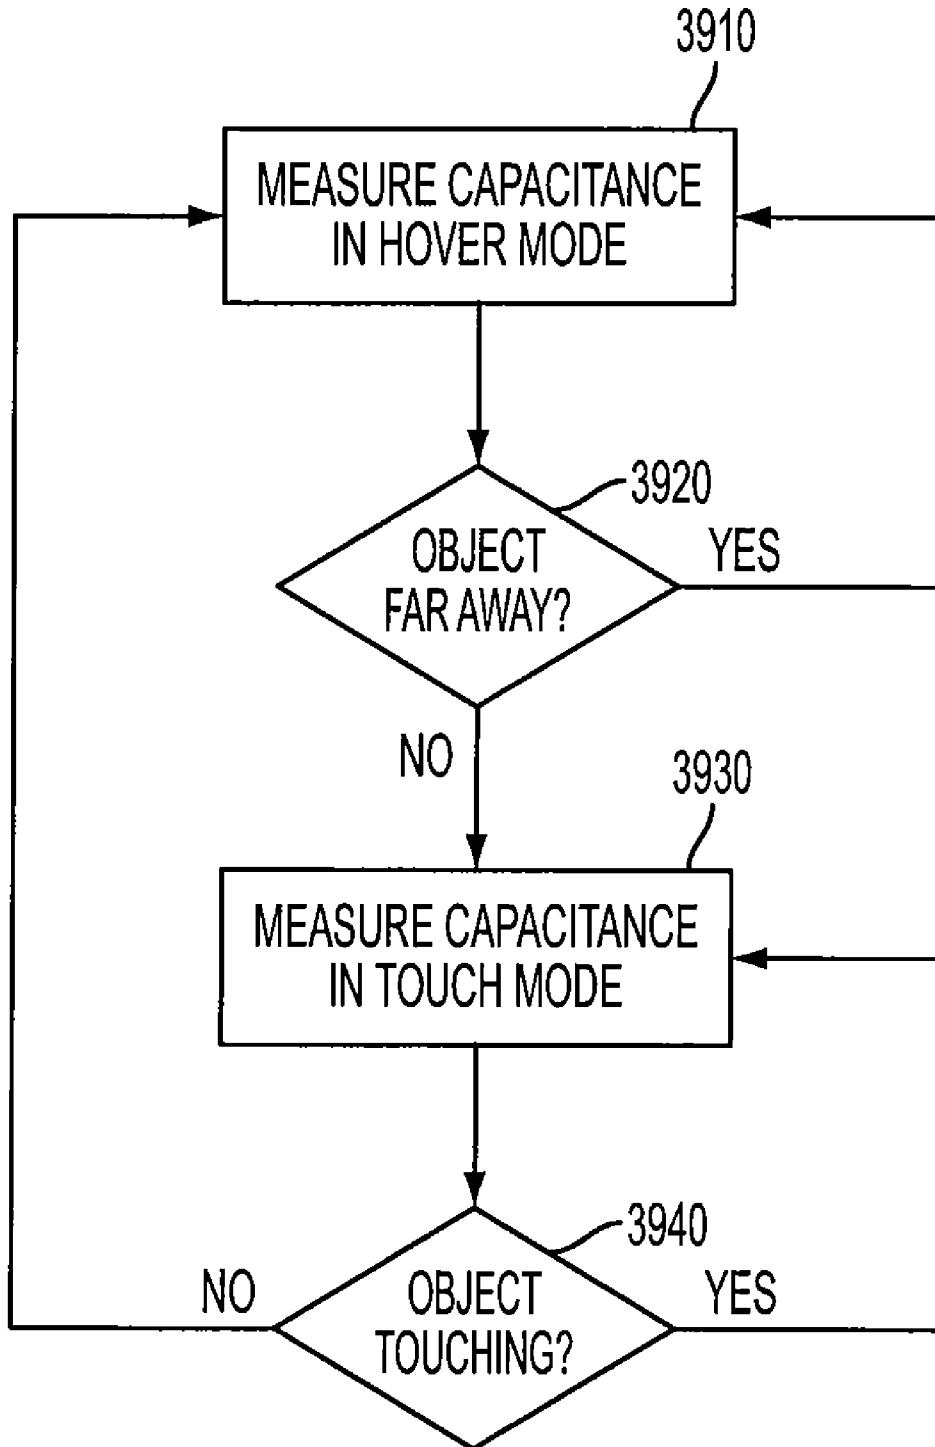 3910
MEASURE CAPACITANCE
IN HOVER MODE
3920
OBJECT
FAR AWAY?
YES
NO
3930
MEASURE CAPACITANCE
IN TOUCH MODE
3940
NO
OBJECT
TOUCHING?
YES